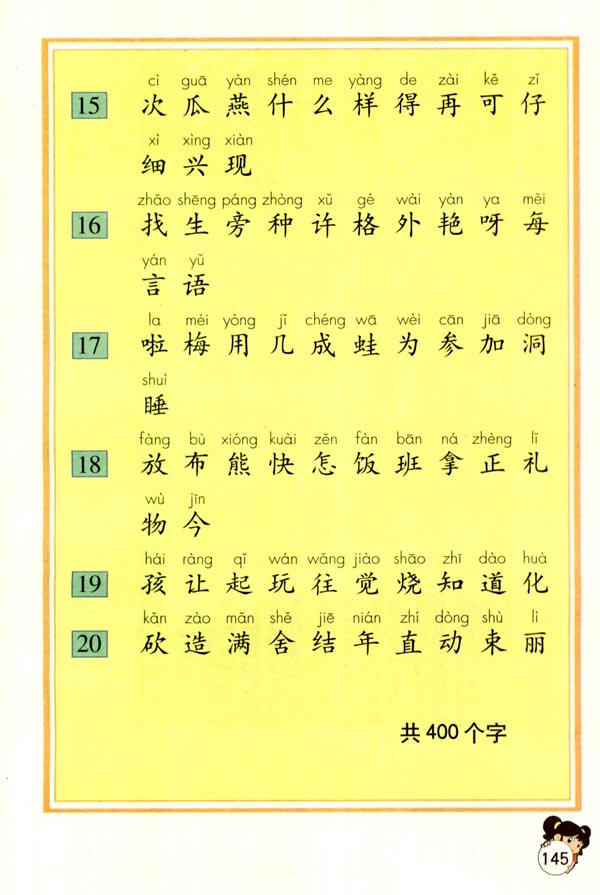 cì guā yàn shén me yàng de zài kě zǐ
15 次 瓜 燕 什 么 样 得 再 可 仔
xì xìng xiàn
细 兴 现
zhǎo shēng páng zhòng xǔ gé wài yàn ya měi
16 找 生 旁 种 许 格 外 艳 呀 每
yán yǔ
言 语
la méi yòng jǐ chéng wā wèi cān jiā dòng
17 啦 梅 用 几 成 蛙 为 参 加 洞
shuì
睡
fàng bù xióng kuài zěn fàn bān ná zhèng lǐ
18 放 布 熊 快 怎 饭 班 拿 正 礼
wù jīn
物 今
hái ràng qǐ wán wǎng jiào shāo zhī dào huà
19 孩 让 起 玩 往 觉 烧 知 道 化
kǎn zào mǎn shě jiē nián zhí dòng shù lì
20 砍 造 满 舍 结 年 直 动 束 丽
共 400 个字
145